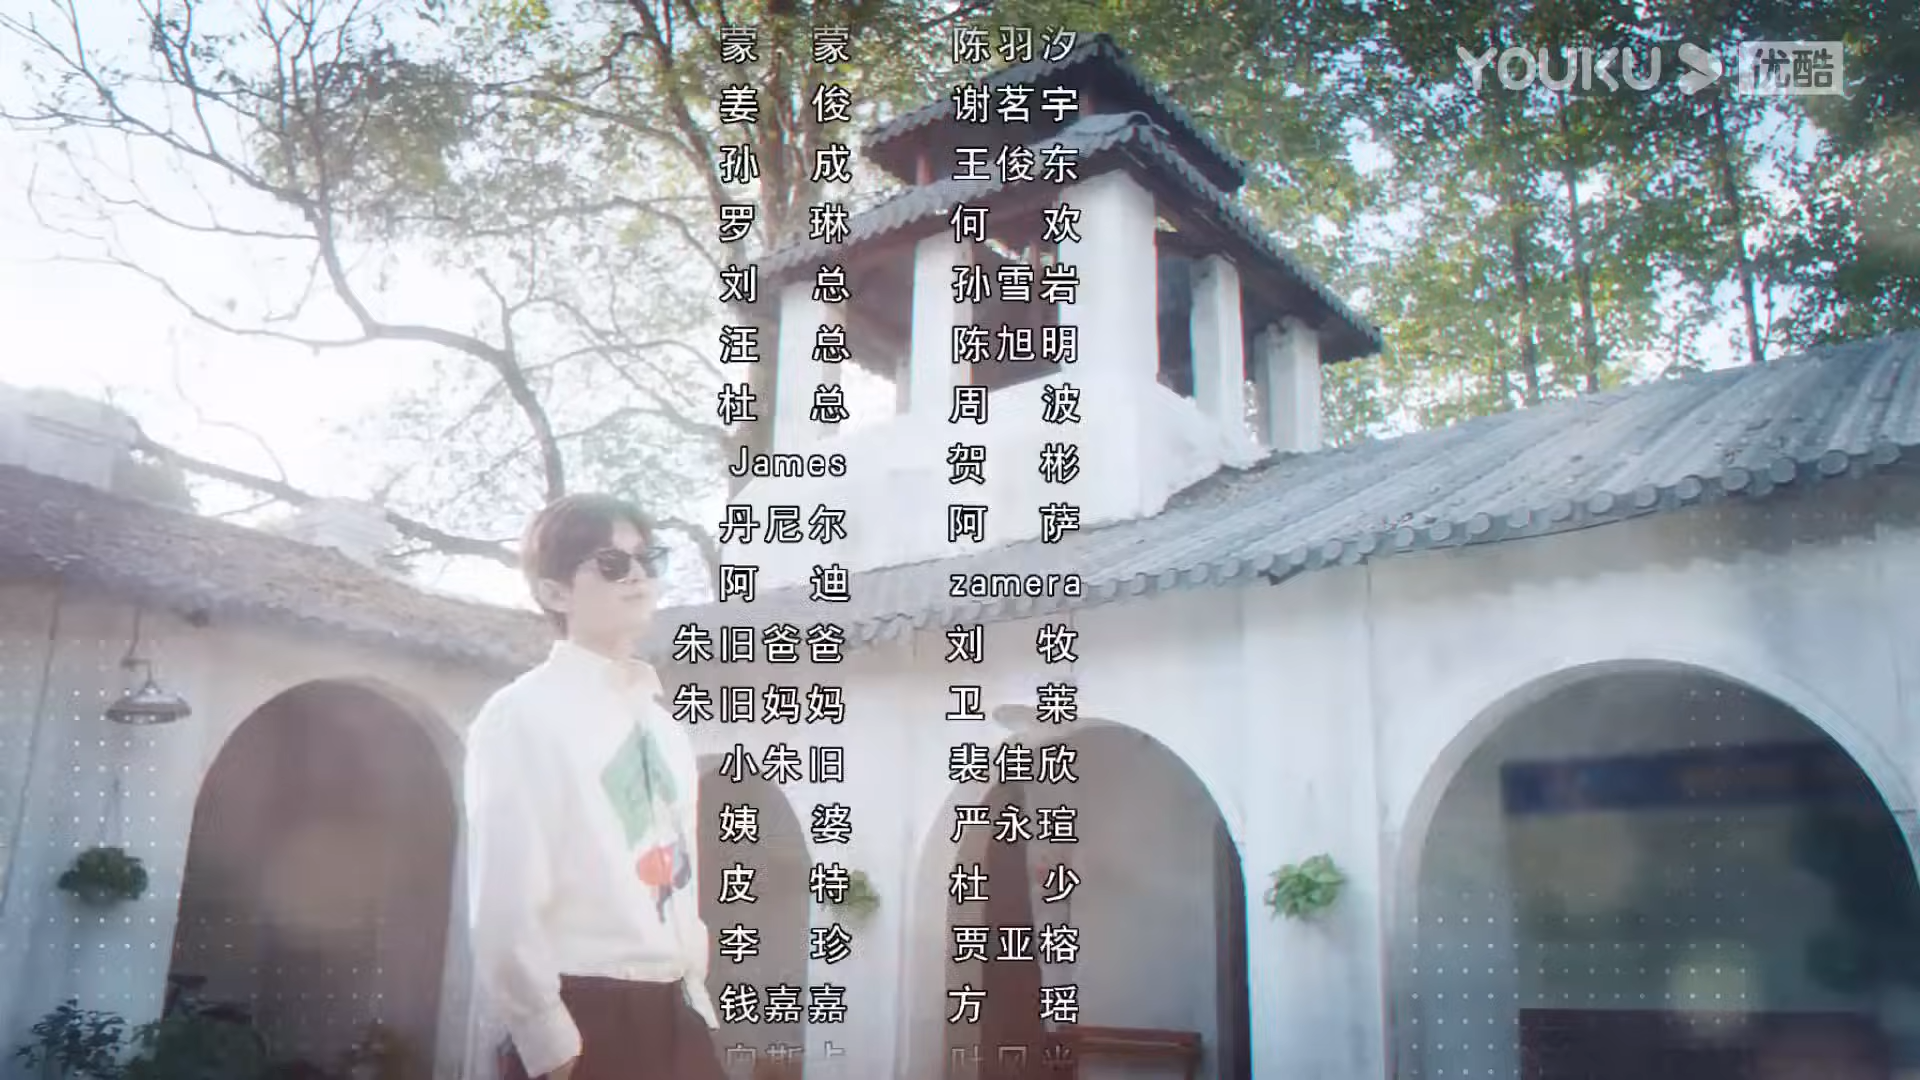 YOUKU 优酷
蒙 蒙 陈羽汐
姜 俊 谢茗宇
孙 成 王俊东
罗 琳 何 欢
刘 总 孙雪岩
汪 总 陈旭明
杜 总 周 波
James 贺 彬
丹尼尔 阿 萨
阿 迪 zamera
朱旧爸爸 刘 牧
朱旧妈妈 卫 莱
小朱旧 裴佳欣
姨 婆 严永瑄
皮 特 杜 少
李 珍 贾亚榕
钱嘉嘉 方 瑶